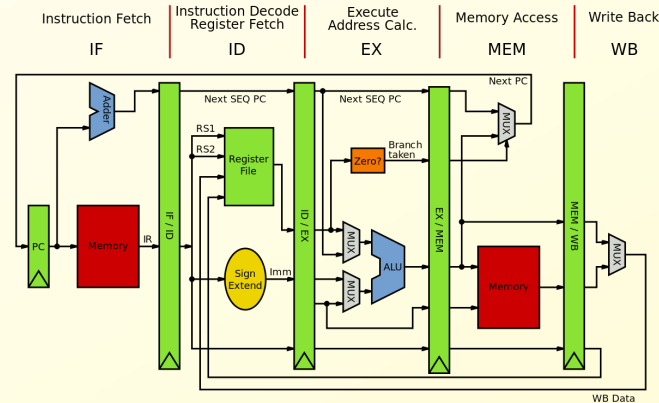 Instruction Fetch
IF
Instruction Decode
Register Fetch
ID
Execute
Address Calc.
EX
Memory Access
MEM
Write Back
WB
Next PC
Adder
Next SEQ PC
Next SEQ PC
MUX
RS1
RS2
Register
File
Branch
taken
Zero?
IF / ID
ID / EX
EX / MEM
MEM / WB
PC
Memory
IR
MUX
ALU
MUX
Sign
Extend
Imm
Memory
MUX
WB Data